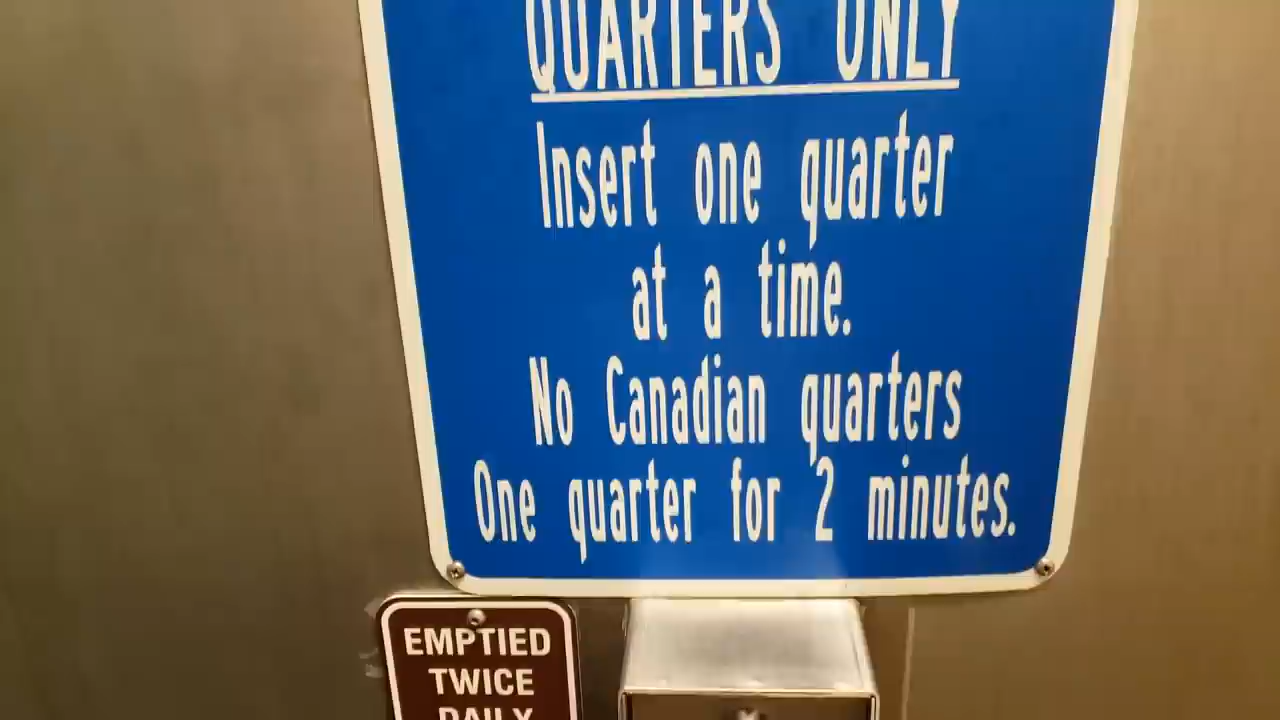 QUARTERS ONLY
Insert one quarter
at a time.
No Canadian quarters
One quarter for 2 minutes.
EMPTIED
TWICE
DAILY